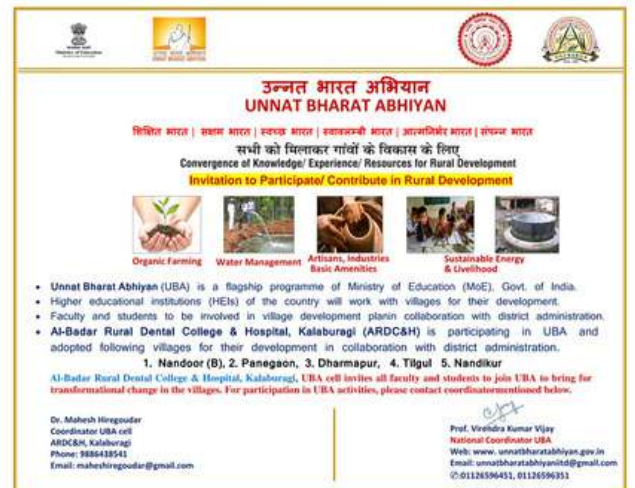 Ministry of Education
UNNAT BHARAT ABHIYAN
उन्नत भारत अभियान
UNNAT BHARAT ABHIYAN
शिक्षित भारत | सक्षम भारत | स्वच्छ भारत | स्वावलम्बी भारत | आत्मनिर्भर भारत | संपन्न भारत
सभी को मिलाकर गांवों के विकास के लिए
Convergence of Knowledge/ Experience/ Resources for Rural Development
Invitation to Participate/ Contribute in Rural Development
Organic Farming
Water Management
Artisans, Industries
Basic Amenities
Sustainable Energy
& Livelihood
• Unnat Bharat Abhiyan (UBA) is a flagship programme of Ministry of Education (MoE), Govt. of India.
• Higher educational institutions (HEIs) of the country will work with villages for their development.
• Faculty and students to be involved in village development planin collaboration with district administration.
• Al-Badar Rural Dental College & Hospital, Kalaburagi (ARDC&H) is participating in UBA and
adopted following villages for their development in collaboration with district administration.
1. Nandoor (B), 2. Panegaon, 3. Dharmapur, 4. Tilgul 5. Nandikur
Al-Badar Rural Dental College & Hospital, Kalaburagi, UBA cell invites all faculty and students to join UBA to bring for
transformational change in the villages. For participation in UBA activities, please contact coordinatormentioned below.
Dr. Mahesh Hiregoudar
Coordinator UBA cell
ARDC&H, Kalaburagi
Phone: 9886438541
Email: maheshiregoudar@gmail.com
Prof. Virendra Kumar Vijay
National Coordinator UBA
Web: www. unnatbharatabhiyan.gov.in
Email: unnatbharatabhiyaniitd@gmail.com
✆:01126596451, 01126596351